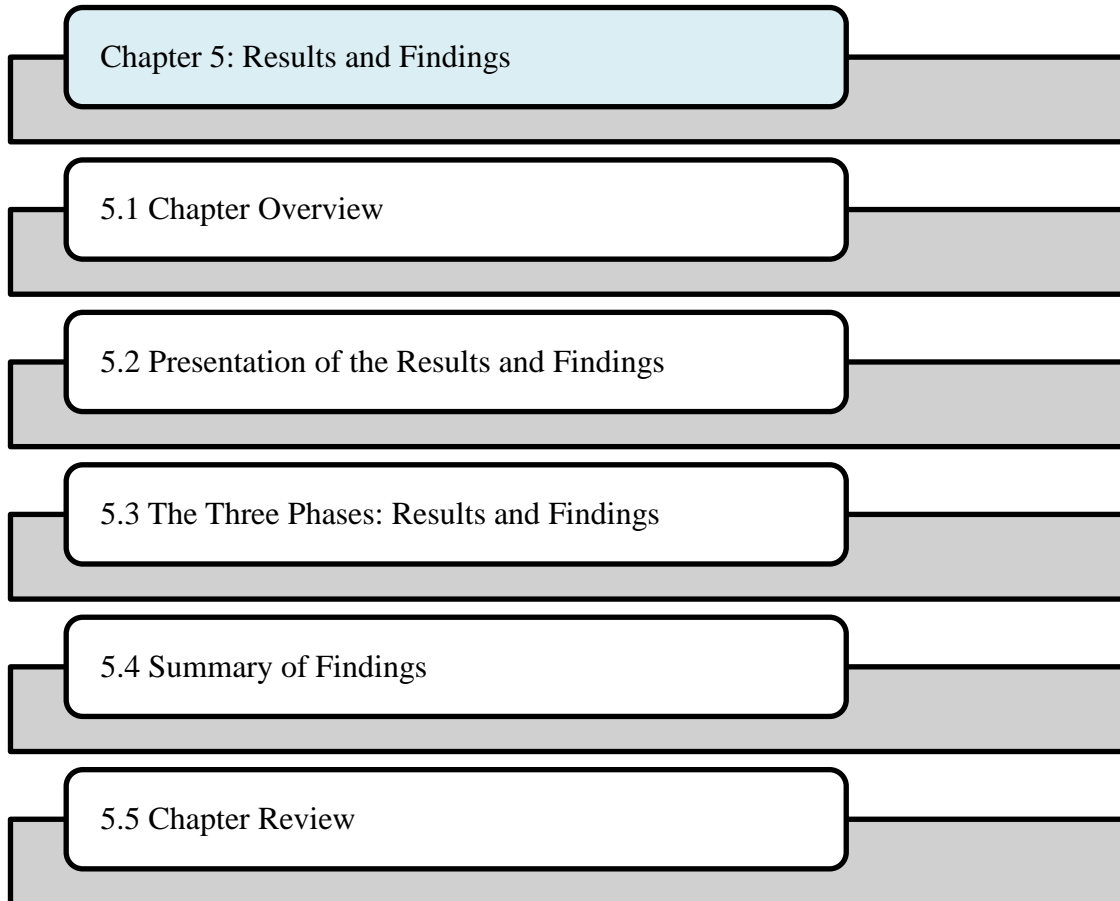 Chapter 5: Results and Findings
5.1 Chapter Overview
5.2 Presentation of the Results and Findings
5.3 The Three Phases: Results and Findings
5.4 Summary of Findings
5.5 Chapter Review